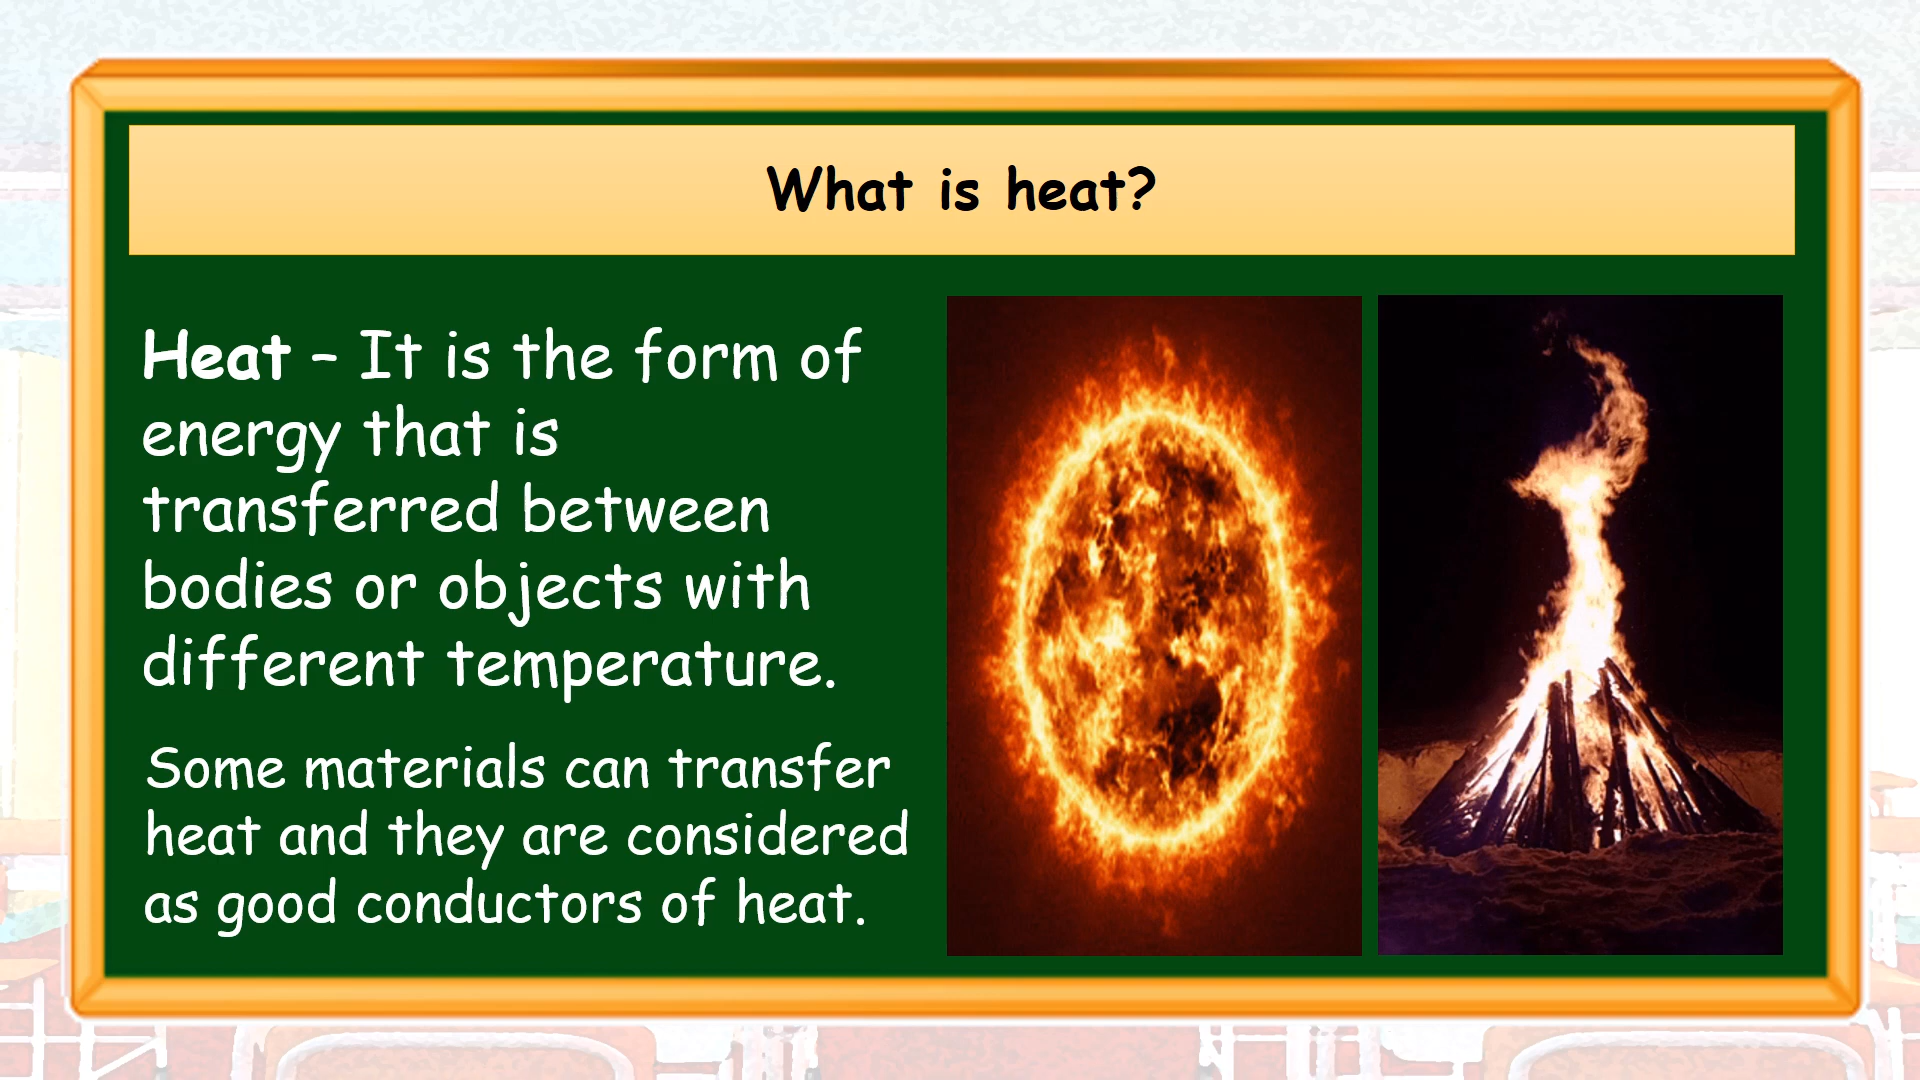 What is heat?
Heat – It is the form of
energy that is
transferred between
bodies or objects with
different temperature.
Some materials can transfer
heat and they are considered
as good conductors of heat.